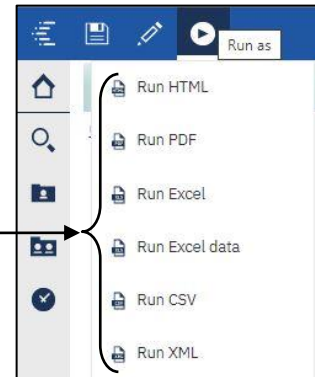 Run as
Run HTML
Run PDF
Run Excel
Run Excel data
Run CSV
Run XML